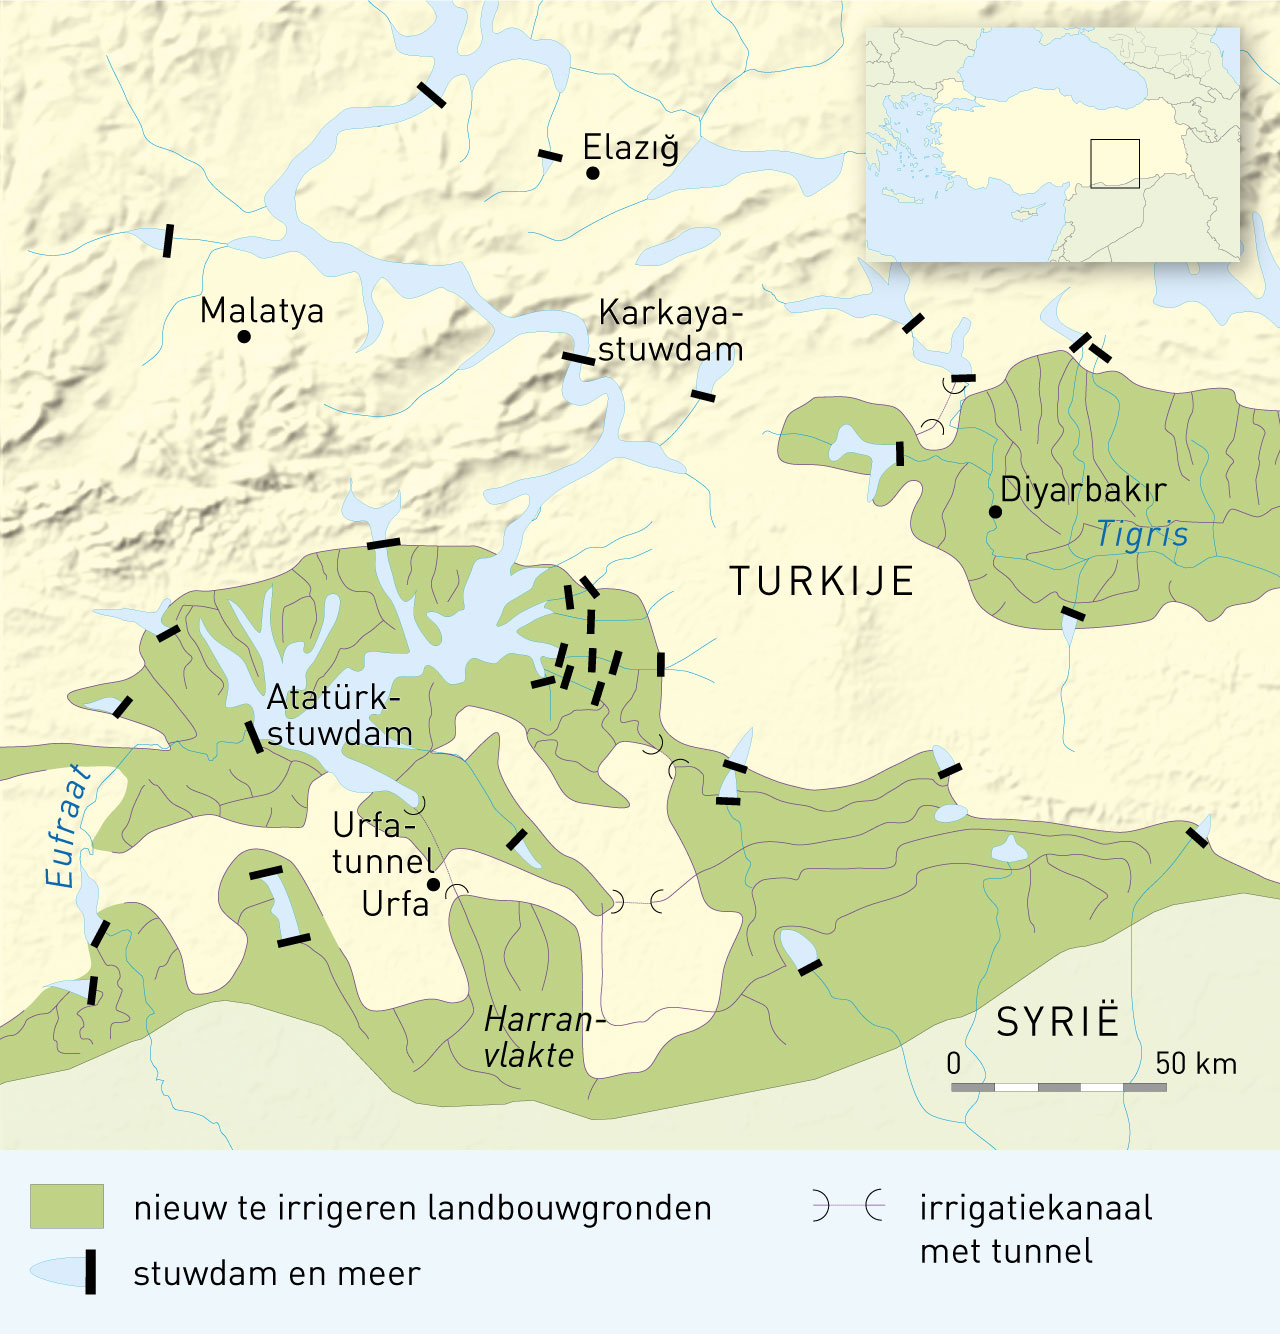 Elazığ
Malatya
Karkaya-
stuwdam
Diyarbakır
Tigris
TURKIJE
Atatürk-
stuwdam
Eufraat
Urfa-
tunnel
Urfa
Harran-
vlakte
SYRIË
0 50 km
nieuw te irrigeren landbouwgronden
stuwdam en meer
irrigatiekanaal
met tunnel